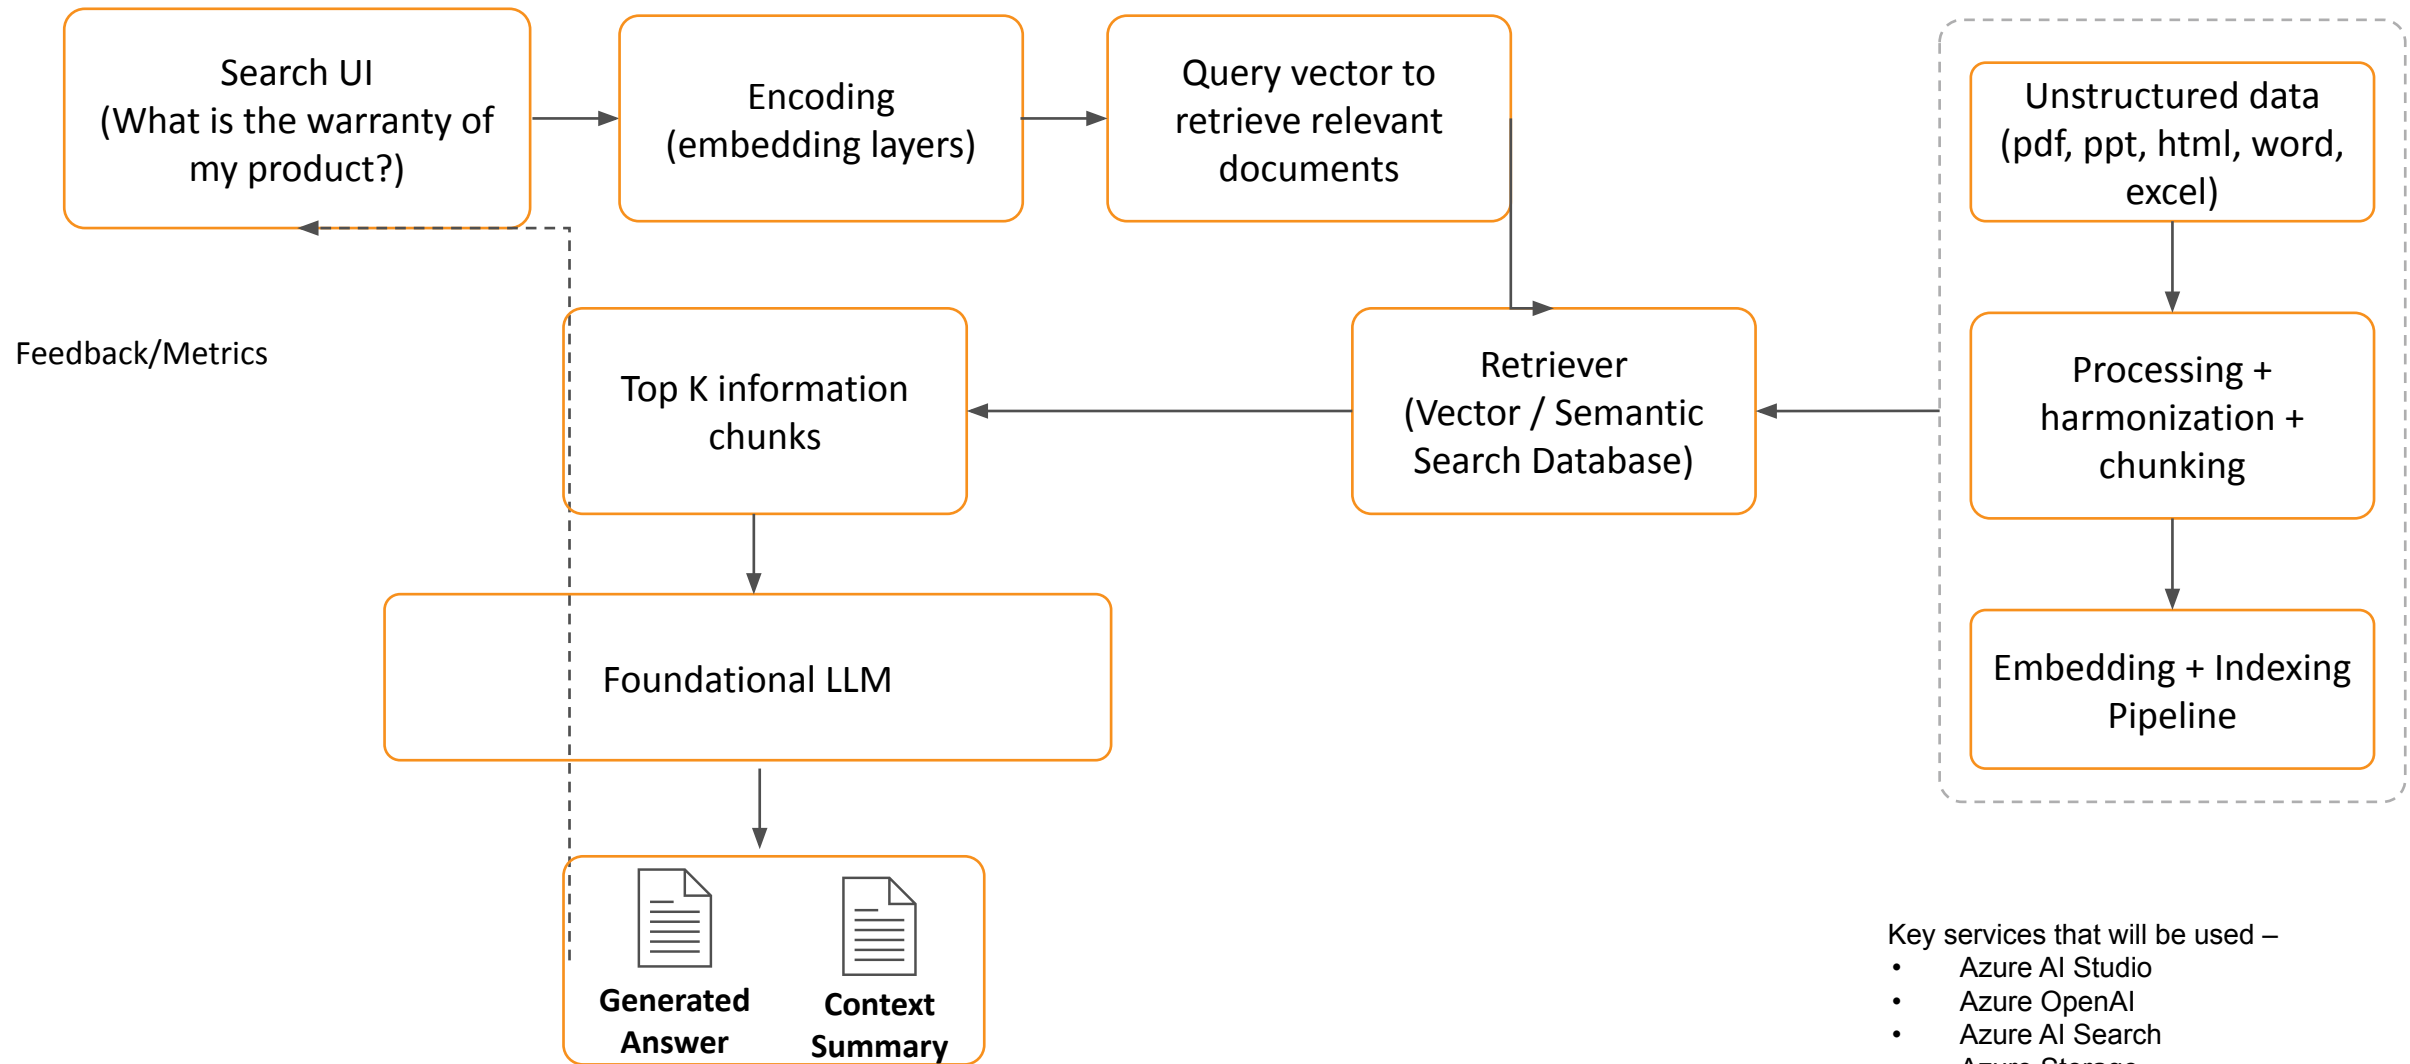 Search UI
(What is the warranty of
my product?)
Encoding
(embedding layers)
Query vector to
retrieve relevant
documents
Unstructured data
(pdf, ppt, html, word,
excel)
Feedback/Metrics
Top K information
chunks
Retriever
(Vector / Semantic
Search Database)
Processing +
harmonization +
chunking
Foundational LLM
Embedding + Indexing
Pipeline
Generated
Answer
Context
Summary
Key services that will be used –
• Azure AI Studio
• Azure OpenAI
• Azure AI Search
• Azure Storage